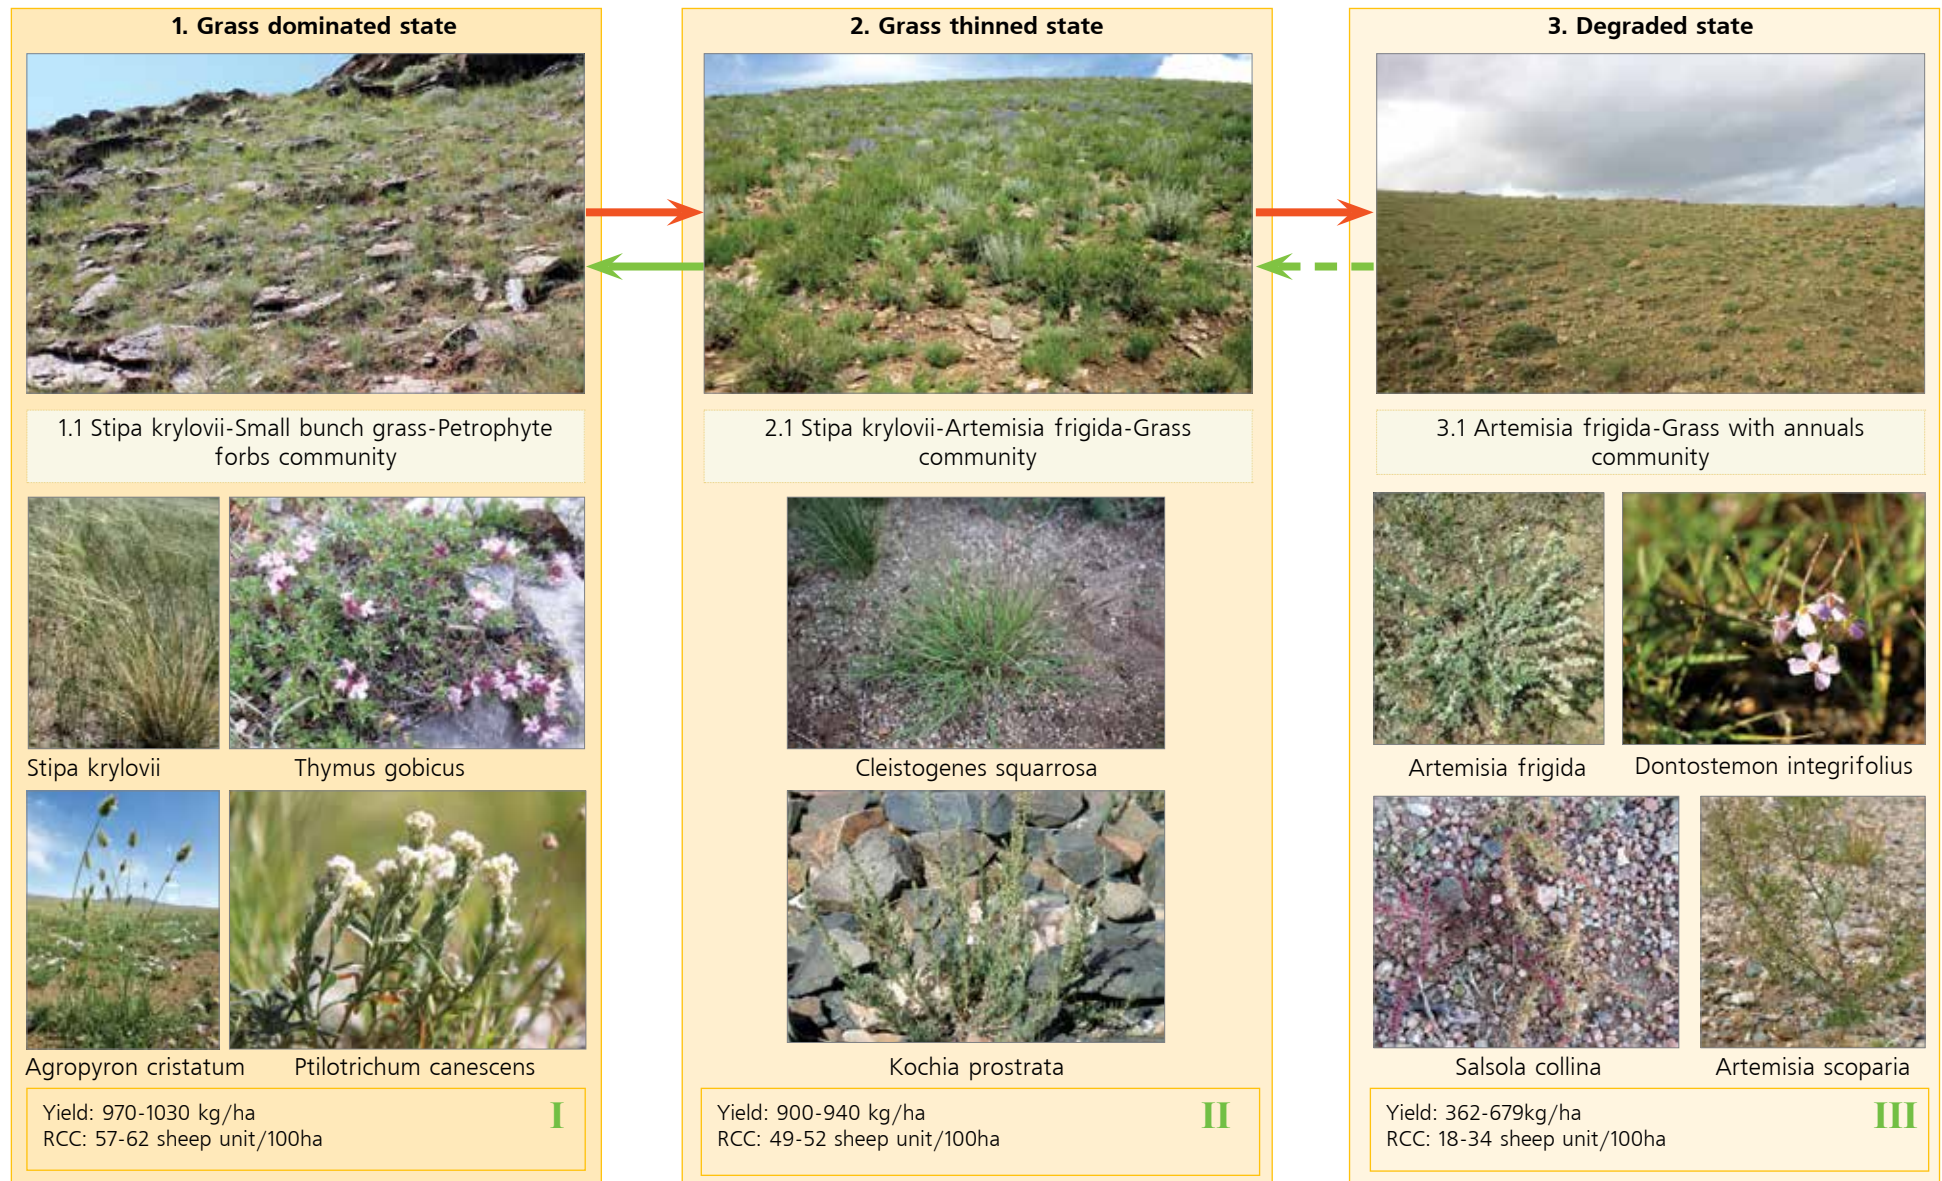 1. Grass dominated state
1.1 Stipa krylovii-Small bunch grass-Petrophyte
forbs community
Stipa krylovii
Thymus gobicus
Agropyron cristatum
Ptilotrichum canescens
Yield: 970-1030 kg/ha
RCC: 57-62 sheep unit/100ha
I
2. Grass thinned state
2.1 Stipa krylovii-Artemisia frigida-Grass
community
Cleistogenes squarrosa
Kochia prostrata
Yield: 900-940 kg/ha
RCC: 49-52 sheep unit/100ha
II
3. Degraded state
3.1 Artemisia frigida-Grass with annuals
community
Artemisia frigida
Dontostemon integrifolius
Salsola collina
Artemisia scoparia
Yield: 362-679kg/ha
RCC: 18-34 sheep unit/100ha
III